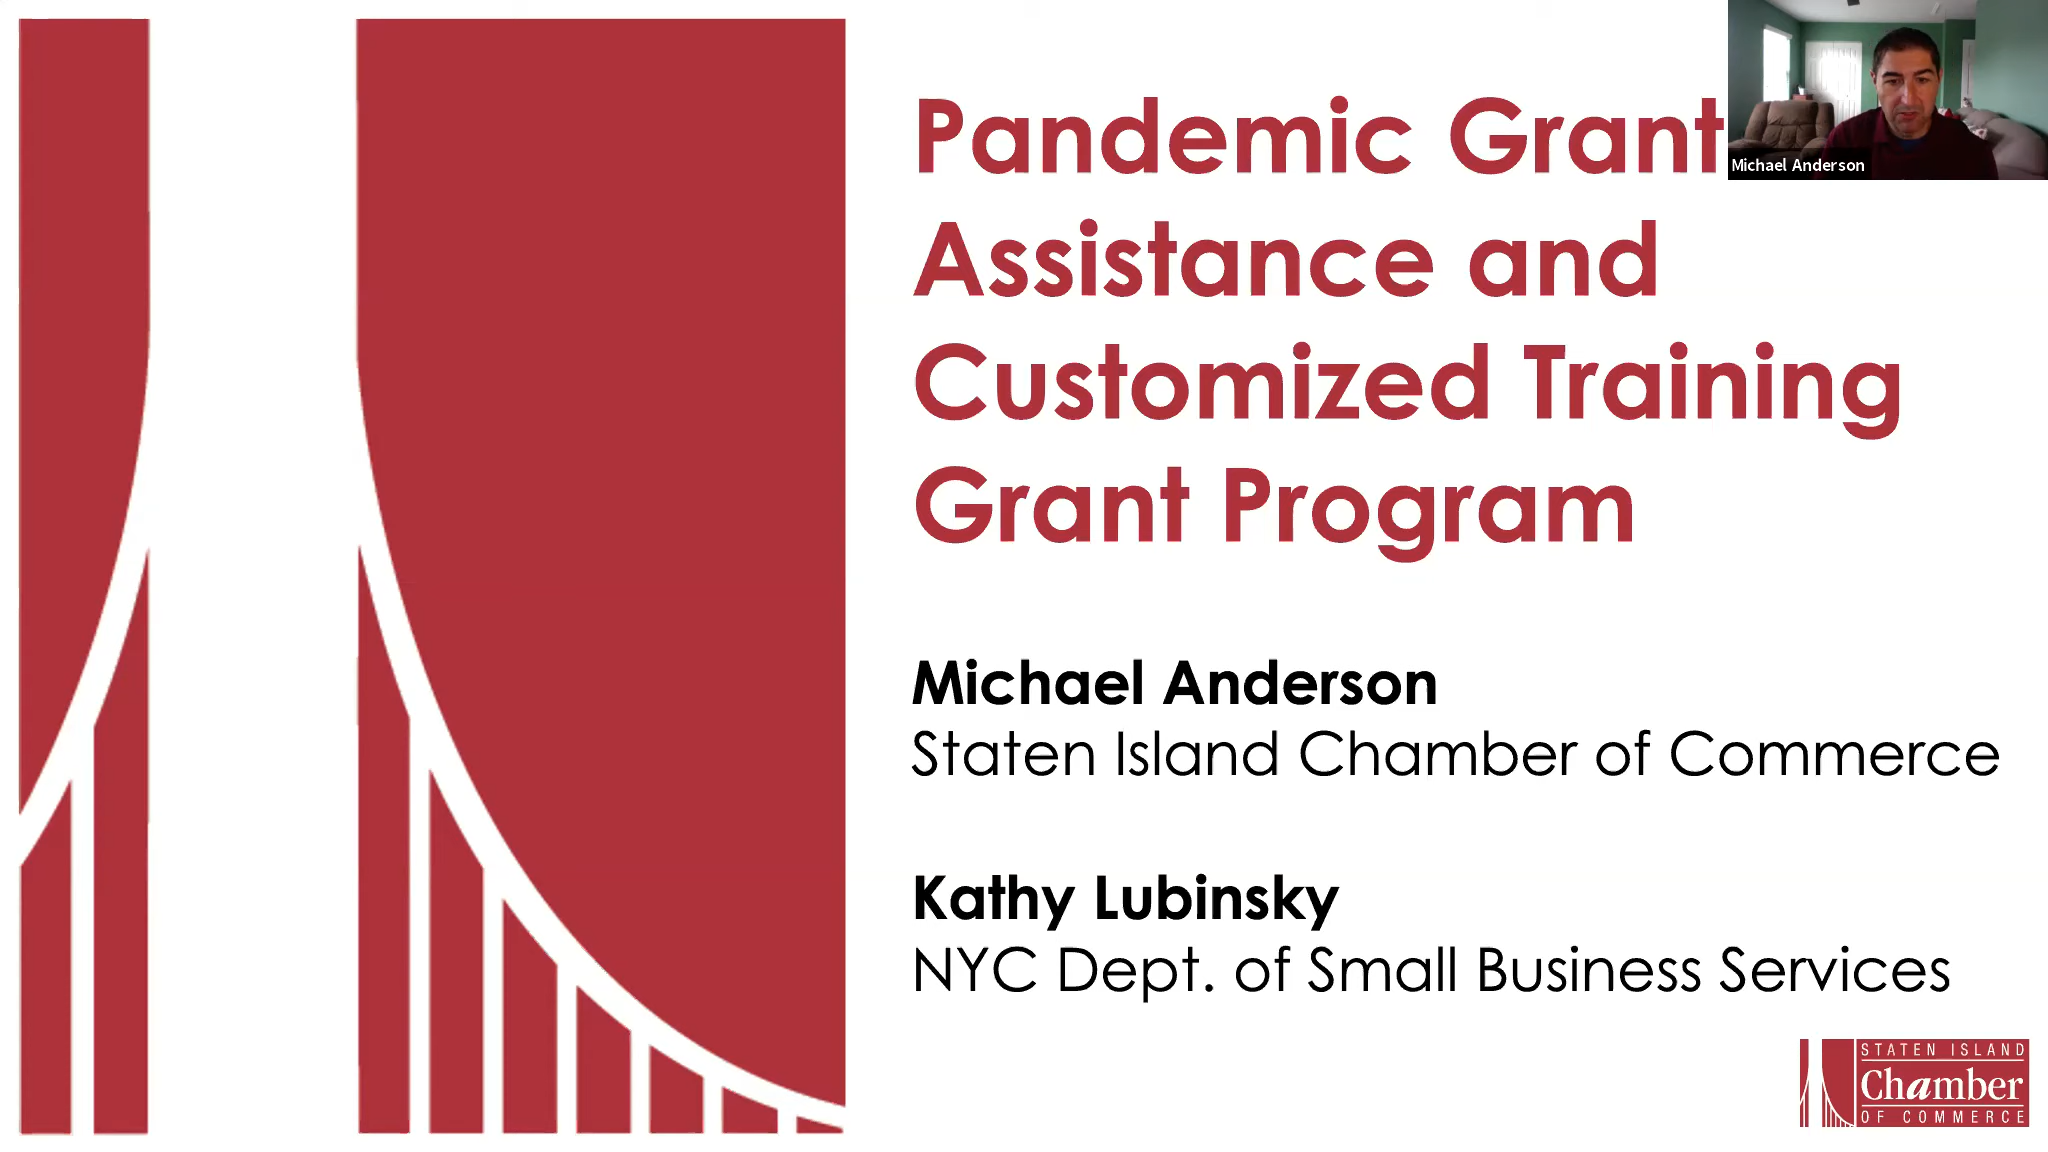 Pandemic Grant
Assistance and
Customized Training
Grant Program
Michael Anderson
Michael Anderson
Staten Island Chamber of Commerce
Kathy Lubinsky
NYC Dept. of Small Business Services
STATEN ISLAND
Chamber
OF COMMERCE